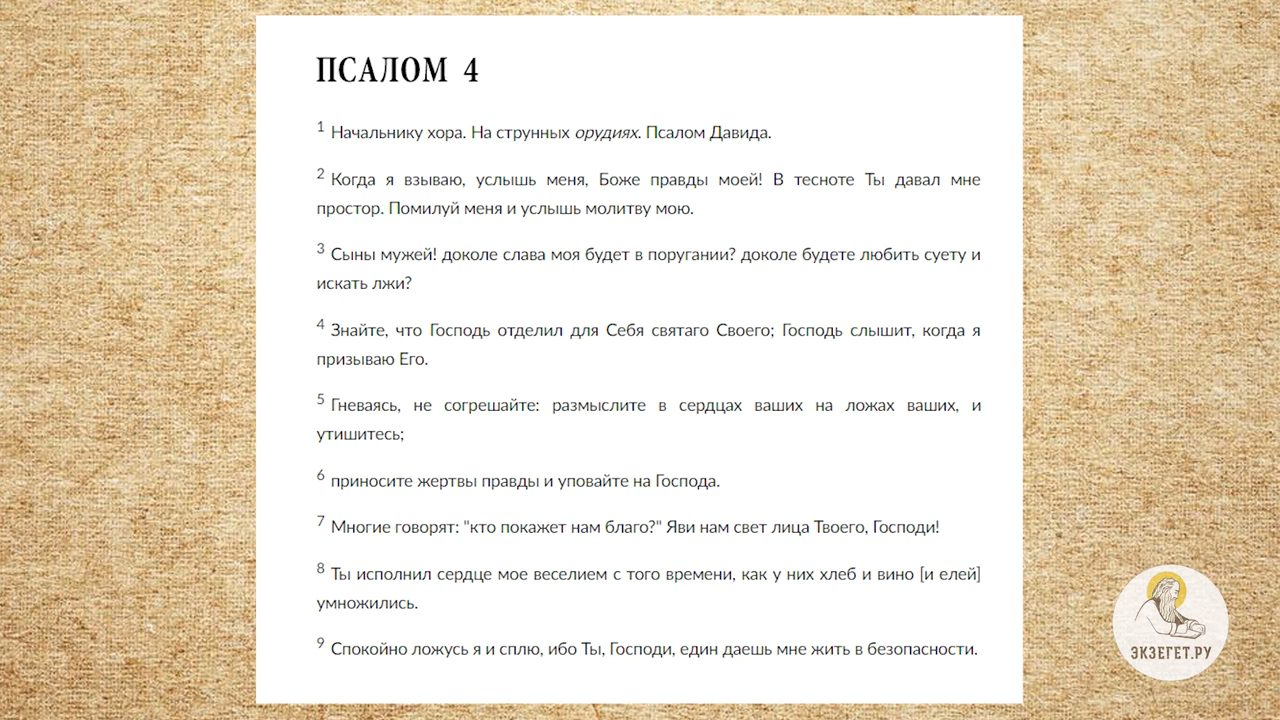 ПСАЛОМ 4
1 Начальнику хора. На струнных орудиях. Псалом Давида.
2 Когда я взываю, услышь меня, Боже правды моей! В тесноте Ты давал мне
простор. Помилуй меня и услышь молитву мою.
3 Сыны мужей! доколе слава моя будет в поругании? доколе будете любить суету и
искать лжи?
4 Знайте, что Господь отделил для Себя святаго Своего; Господь слышит, когда я
призываю Его.
5 Гневаясь, не согрешайте: размыслите в сердцах ваших на ложах ваших, и
утишитесь;
6 приносите жертвы правды и уповайте на Господа.
7 Многие говорят: "кто покажет нам благо?" Яви нам свет лица Твоего, Господи!
8 Ты исполнил сердце мое веселием с того времени, как у них хлеб и вино [и елей]
умножились.
9 Спокойно ложусь я и сплю, ибо Ты, Господи, един даешь мне жить в безопасности.
ЭКЗЕГЕТ.РУ